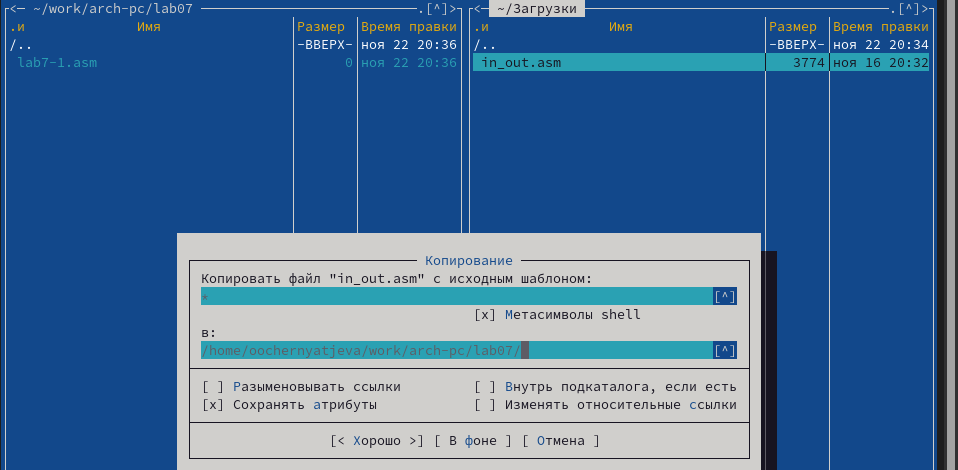 <─ ~/work/arch-pc/lab07 .[^]> <─ ~/Загрузки .[^]>
.и Имя Размер Время правки .и Имя Размер Время правки
/.. -ВВЕРХ- ноя 22 20:36 /.. -ВВЕРХ- ноя 22 20:34
lab7-1.asm 0 ноя 22 20:36 in_out.asm 3774 ноя 16 20:32
Копирование
Копировать файл "in_out.asm" с исходным шаблоном:
* [^]
[x] Метасимволы shell
в:
/home/oochernyatjeva/work/arch-pc/lab07/ [^]
[ ] Разыменовывать ссылки [ ] Внутрь подкаталога, если есть
[x] Сохранять атрибуты [ ] Изменять относительные ссылки
[< Хорошо >] [ В фоне ] [ Отмена ]